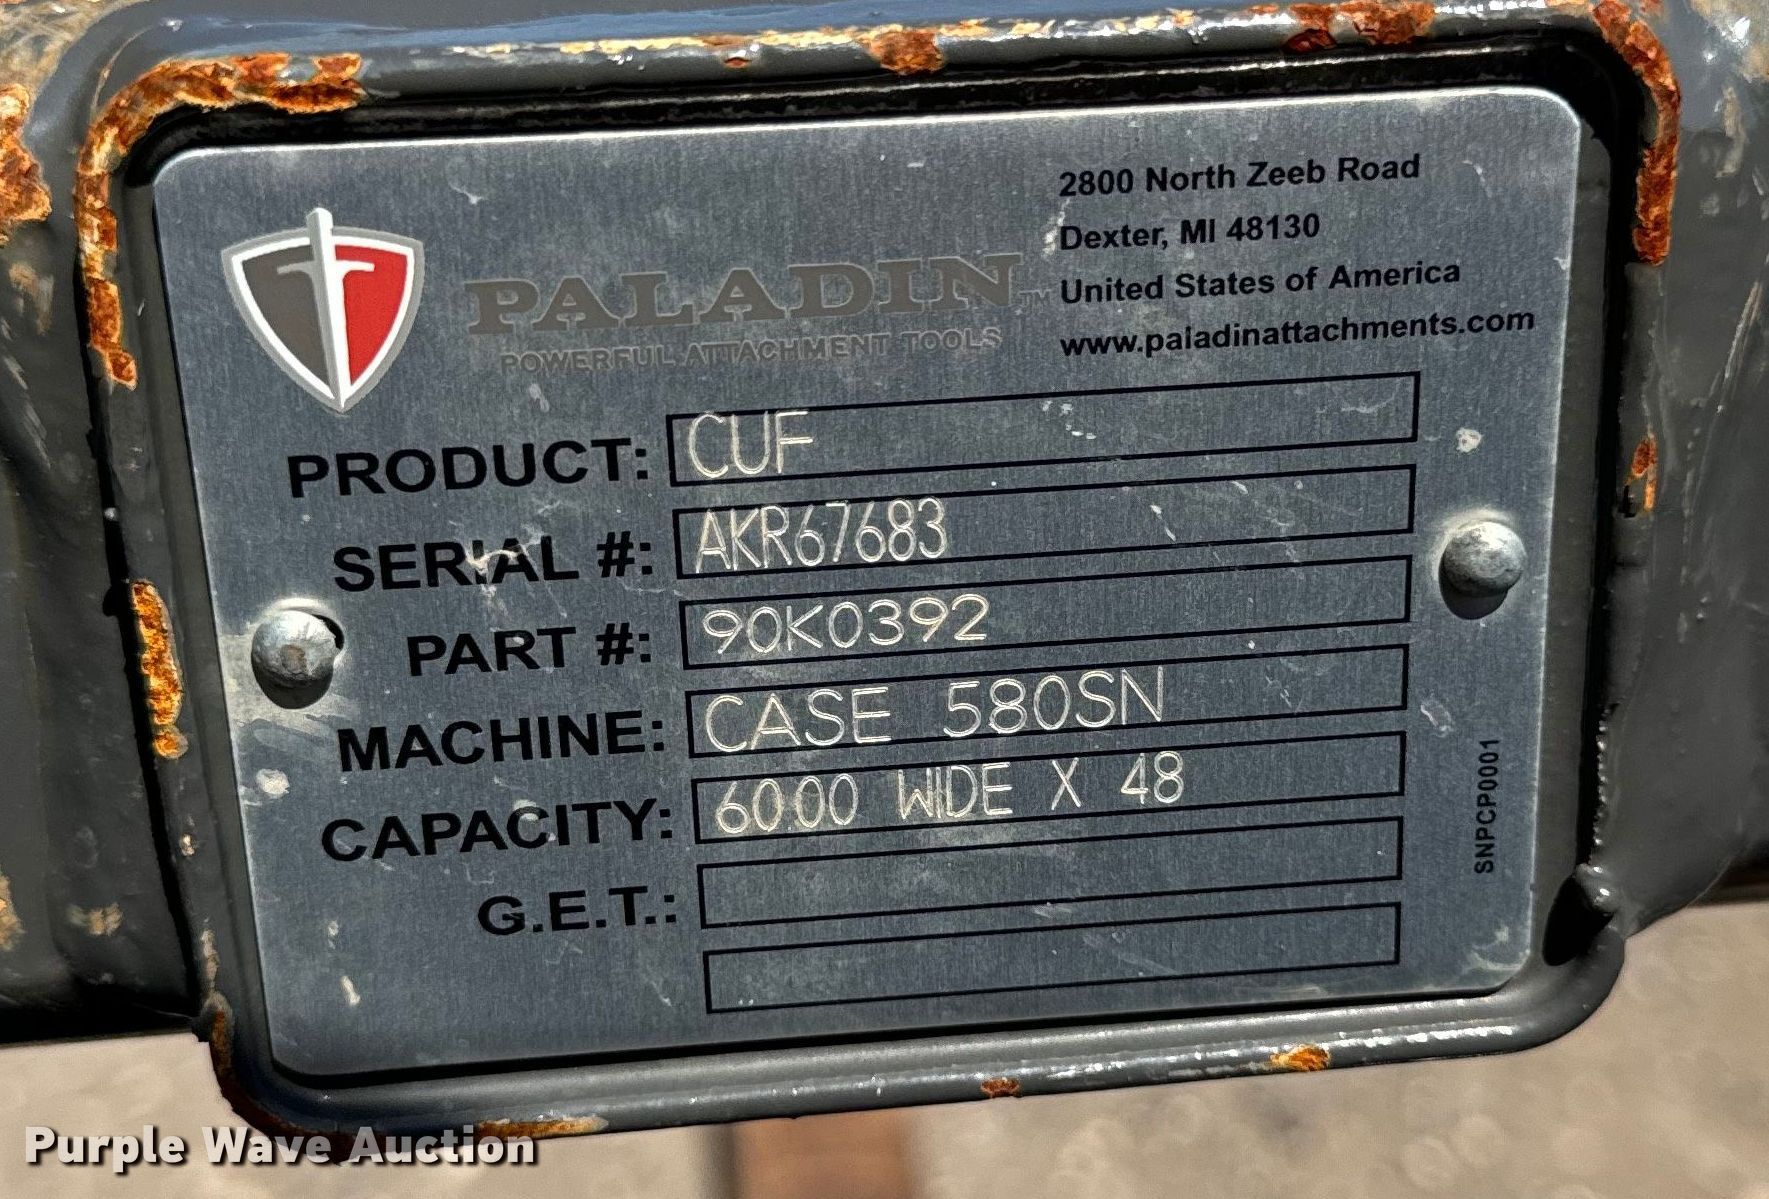 2800 North Zeeb Road
Dexter, MI 48130
United States of America
www.paladinattachments.com
PALADIN™
POWERFUL ATTACHMENT TOOLS
PRODUCT: CUF
SERIAL #: AKR67683
PART #: 90K0392
MACHINE: CASE 580SN
CAPACITY: 60.00 WIDE X 48
G.E.T.:
SNPCP0001
Purple Wave Auction